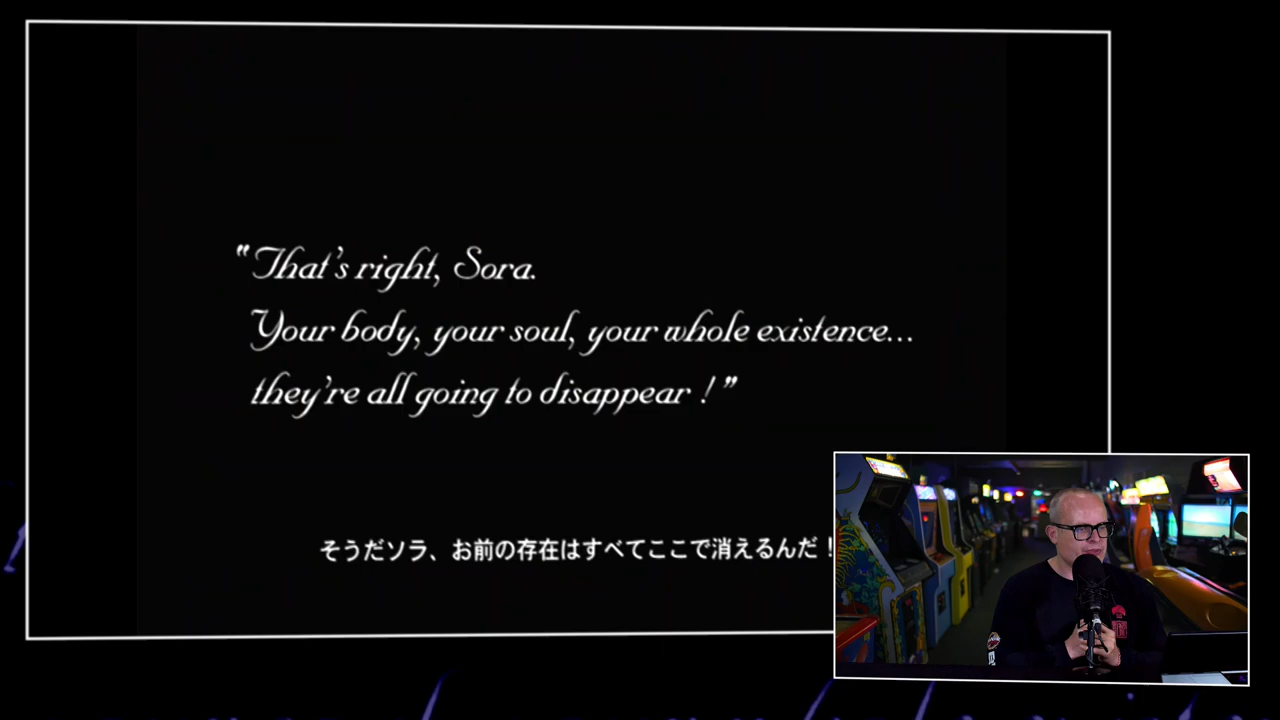 "That's right, Sora.
Your body, your soul, your whole existence...
they're all going to disappear !"
そうだソラ、お前の存在はすべてここで消えるんだ！